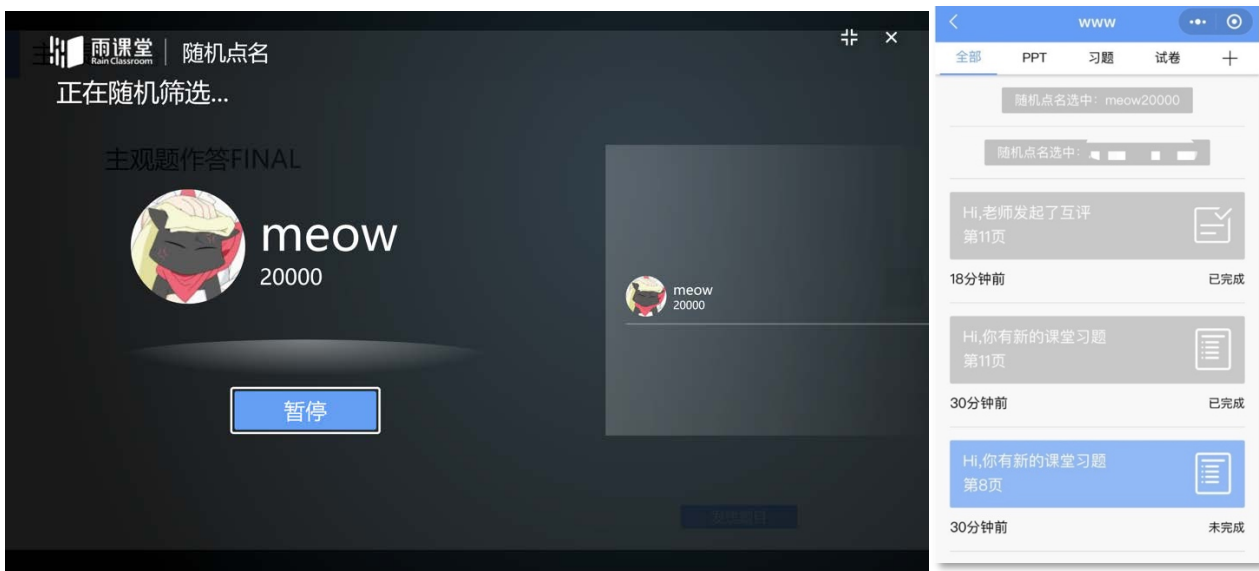 雨课堂
Rain Classroom
随机点名
正在随机筛选...
主观题作答FINAL
meow
20000
暂停
meow
20000
www
全部 PPT 习题 试卷
随机点名选中: meow20000
随机点名选中:
Hi,老师发起了互评
第11页
18分钟前 已完成
Hi,你有新的课堂习题
第11页
30分钟前 已完成
Hi,你有新的课堂习题
第8页
30分钟前 未完成